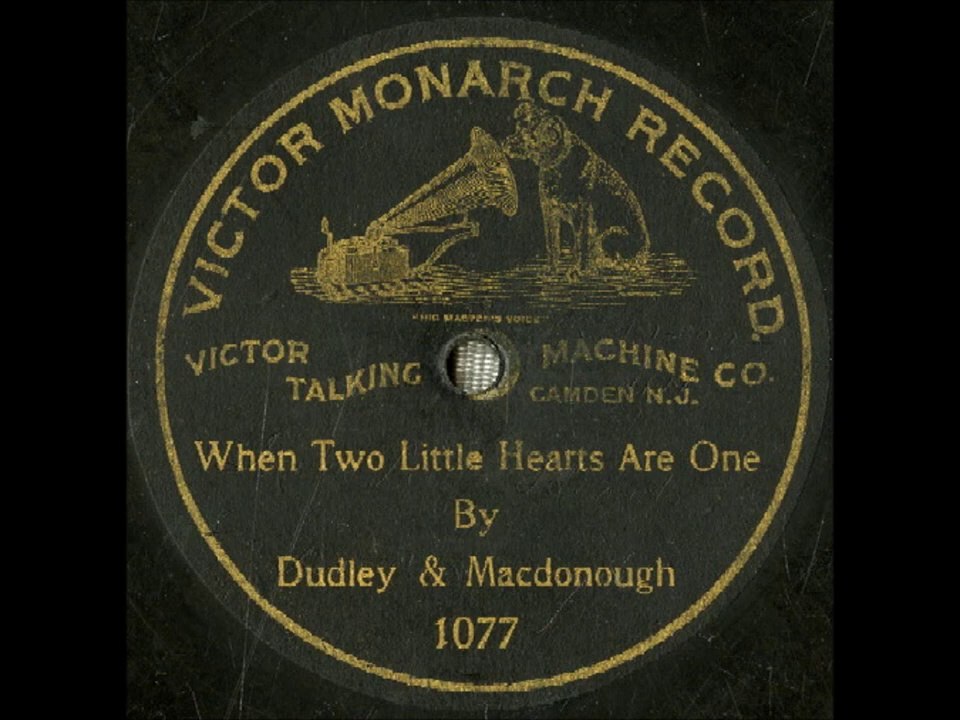 VICTOR MONARCH RECORD.
"HIS MASTER'S VOICE"
VICTOR TALKING MACHINE CO.
CAMDEN N.J.
When Two Little Hearts Are One
By
Dudley & Macdonough
1077